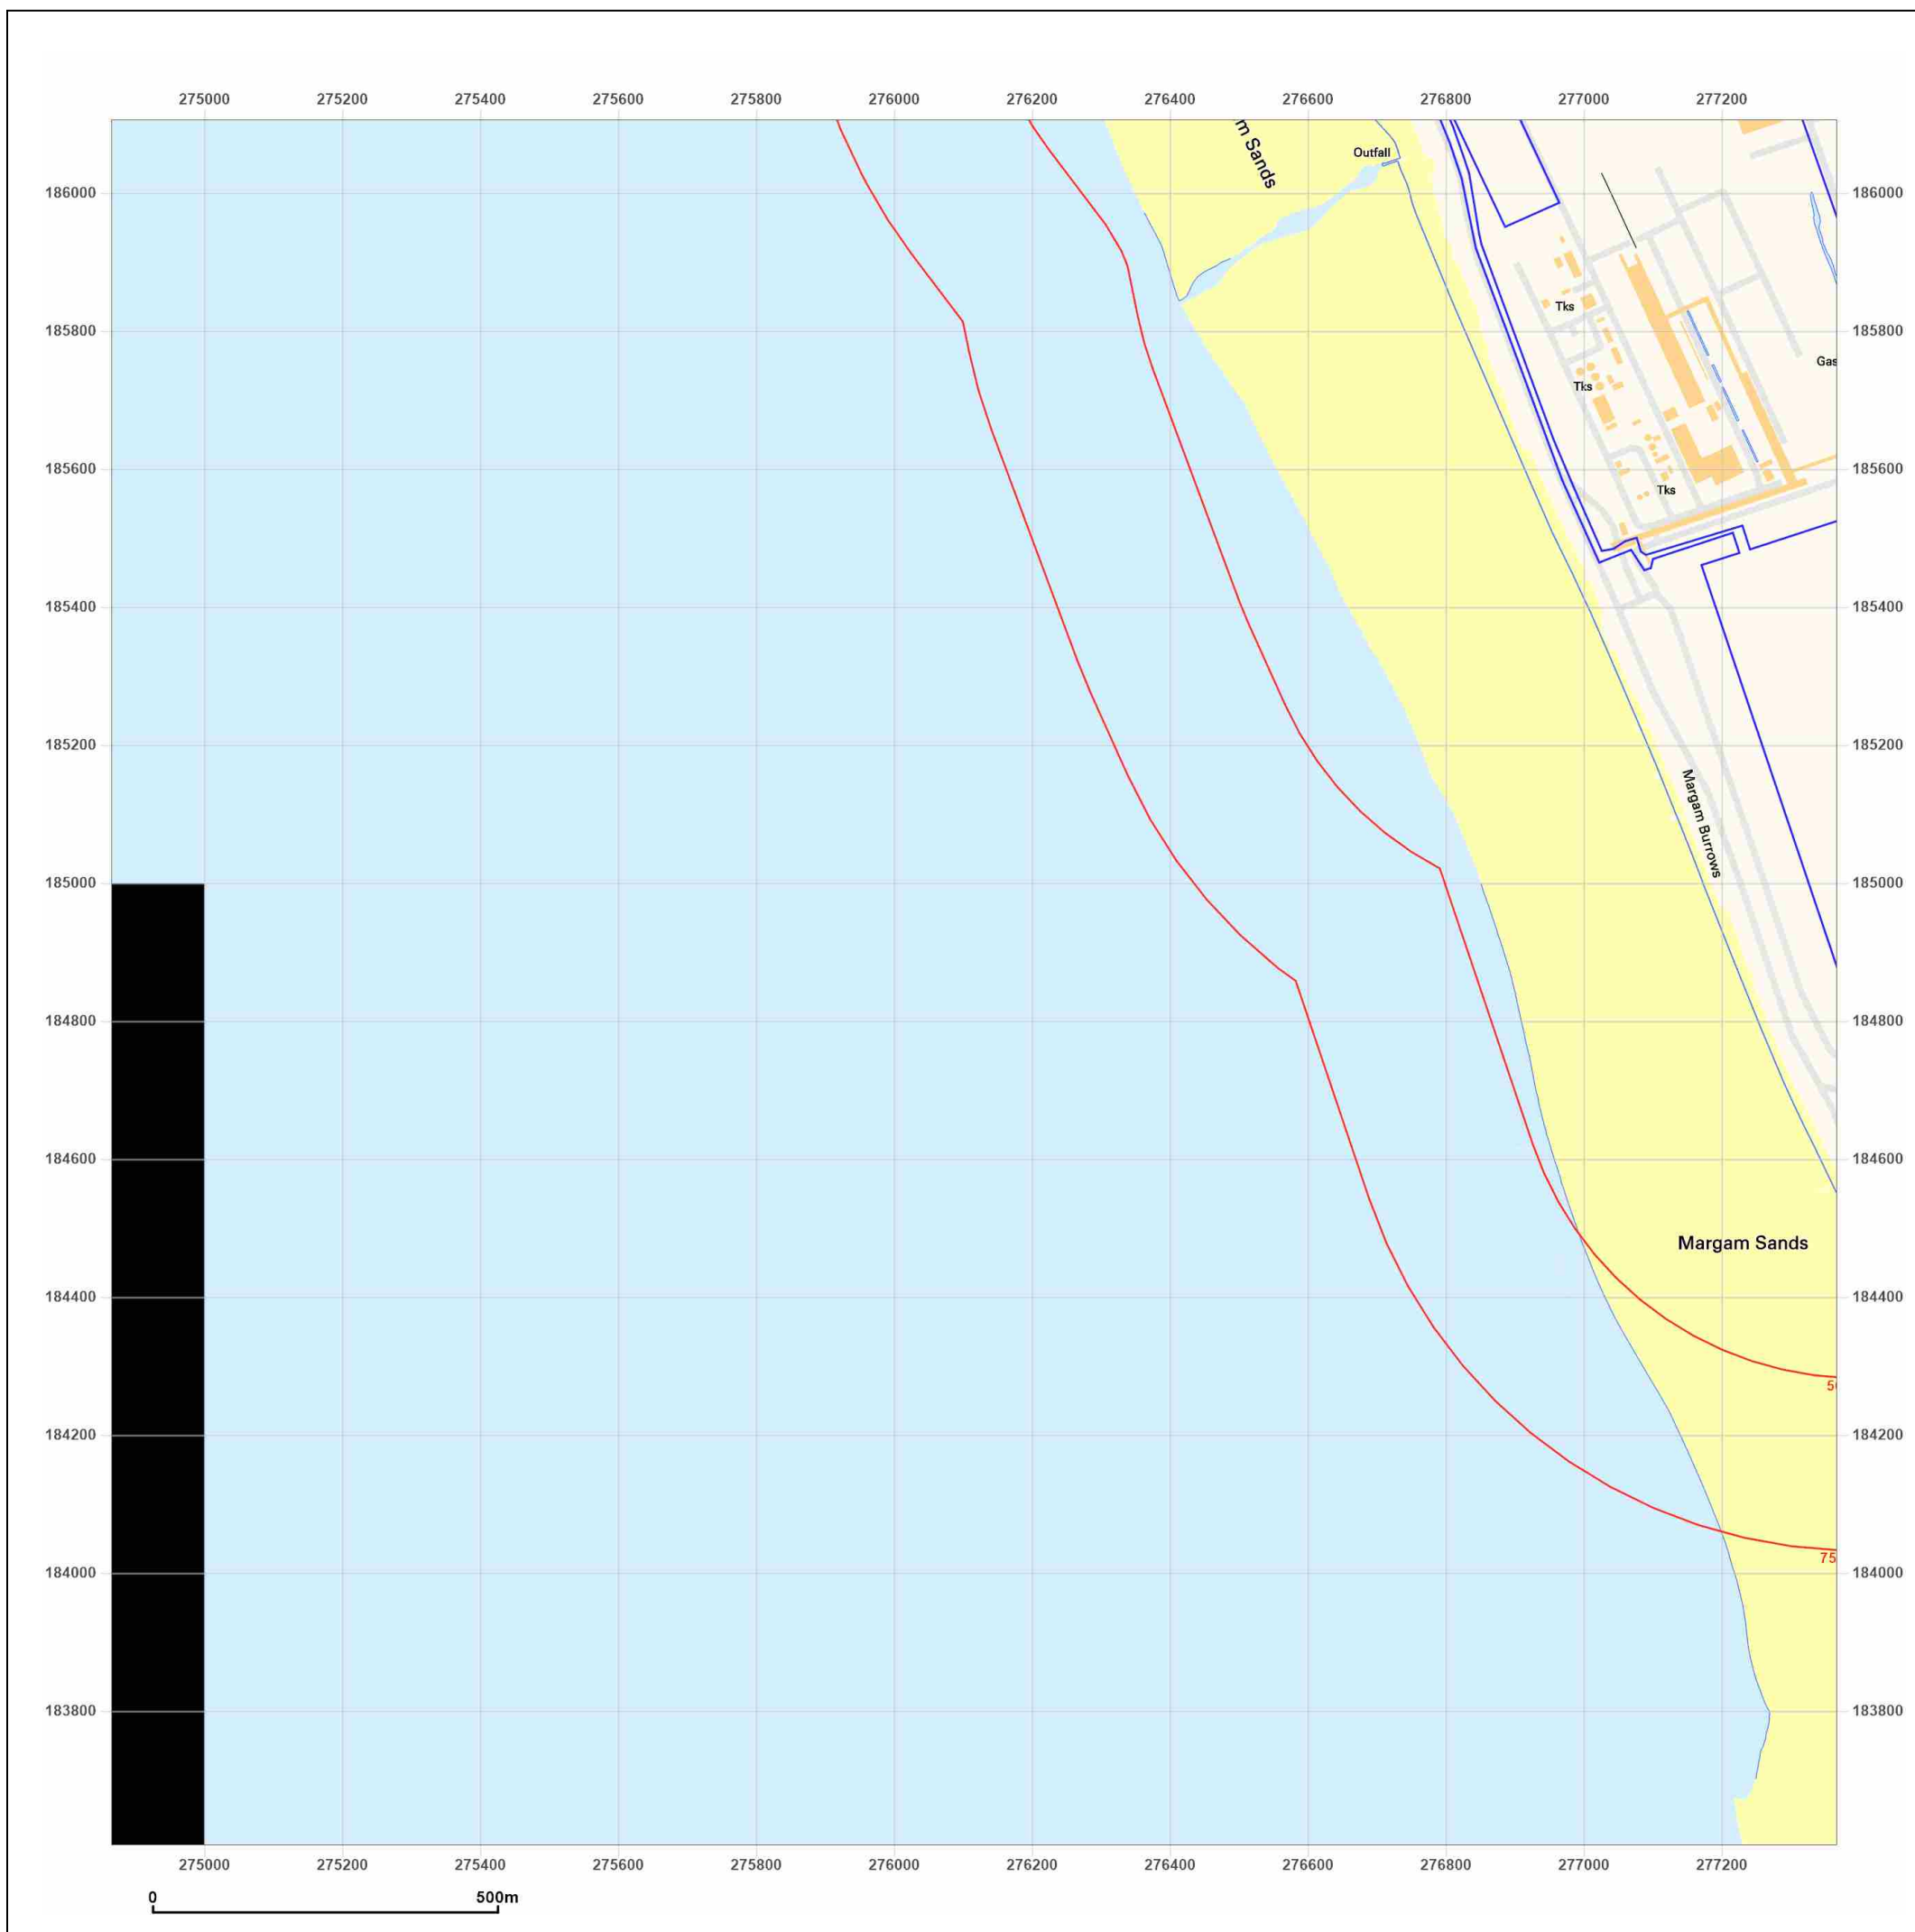 275000 275200 275400 275600 275800 276000 276200 276400 276600 276800 277000 277200
m Sands
Outfall
186000 186000
Tks
185800 185800
Gas
Tks
185600 185600
Tks
185400 185400
185200 185200
Margam Burrows
185000 185000
184800 184800
184600 184600
Margam Sands
184400 184400
50
184200 184200
75
184000 184000
183800 183800
275000 275200 275400 275600 275800 276000 276200 276400 276600 276800 277000 277200
0 500m